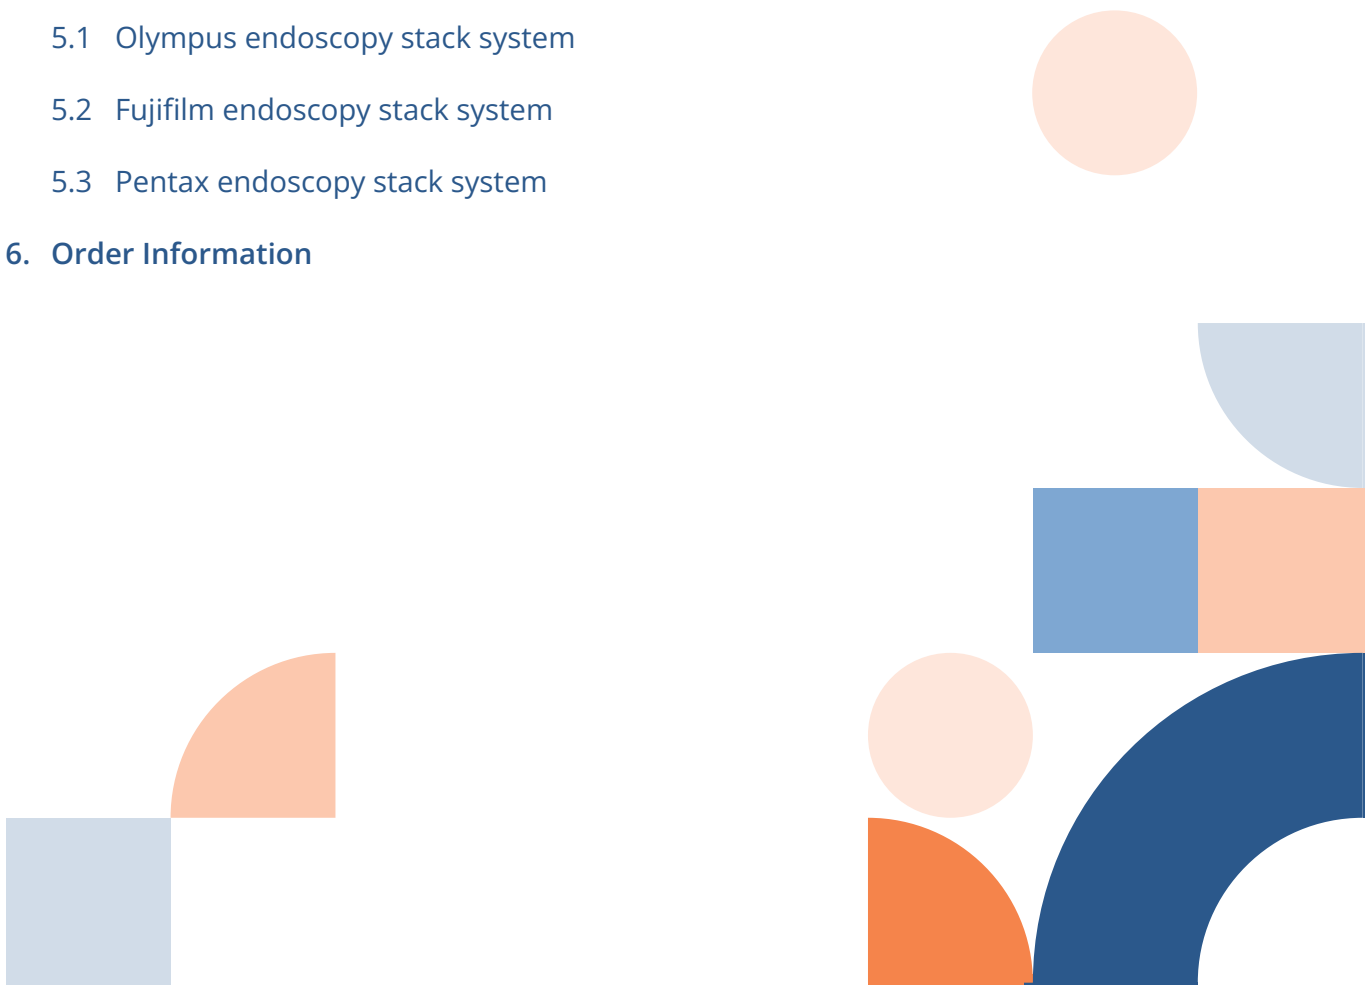 5.1 Olympus endoscopy stack system
5.2 Fujifilm endoscopy stack system
5.3 Pentax endoscopy stack system
6. Order Information